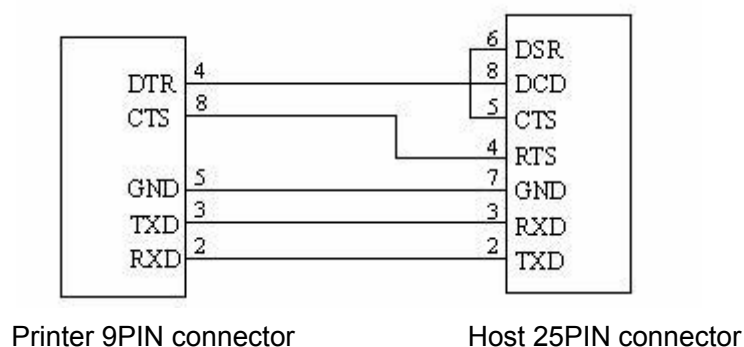 6 DSR
DTR 4 8 DCD
CTS 8 5 CTS
4 RTS
GND 5 7 GND
TXD 3 3 RXD
RXD 2 2 TXD
Printer 9PIN connector Host 25PIN connector